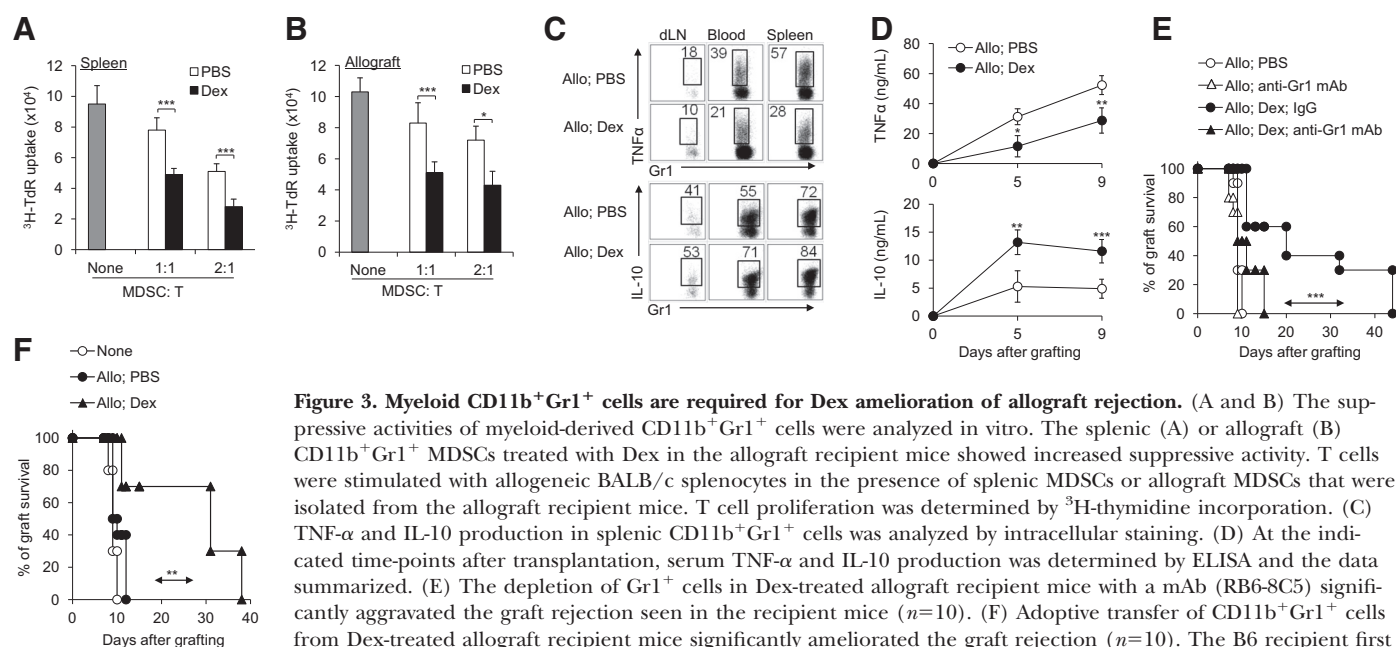 A
Spleen
PBS
Dex
³H-TdR uptake (x10⁴)
12
10
8
6
4
2
0
***
***
None 1:1 2:1
MDSC: T
B
Allograft
PBS
Dex
³H-TdR uptake (x10⁴)
12
10
8
6
4
2
0
***
*
None 1:1 2:1
MDSC: T
C
dLN Blood Spleen
Allo; PBS
18 39 57
Allo; Dex
10 21 28
TNFα
Gr1
Allo; PBS
41 55 72
Allo; Dex
53 71 84
IL-10
Gr1
D
Allo; PBS
Allo; Dex
TNFα (ng/mL)
80
60
40
20
0
*
**
0 5 9
IL-10 (ng/mL)
20
15
10
5
0
**
***
0 5 9
Days after grafting
E
Allo; PBS
Allo; anti-Gr1 mAb
Allo; Dex; IgG
Allo; Dex; anti-Gr1 mAb
% of graft survival
100
80
60
40
20
0
***
0 10 20 30 40
Days after grafting
F
None
Allo; PBS
Allo; Dex
% of graft survival
100
80
60
40
20
0
**
0 10 20 30 40
Days after grafting
Figure 3. Myeloid CD11b⁺Gr1⁺ cells are required for Dex amelioration of allograft rejection. (A and B) The sup-
pressive activities of myeloid-derived CD11b⁺Gr1⁺ cells were analyzed in vitro. The splenic (A) or allograft (B)
CD11b⁺Gr1⁺ MDSCs treated with Dex in the allograft recipient mice showed increased suppressive activity. T cells
were stimulated with allogeneic BALB/c splenocytes in the presence of splenic MDSCs or allograft MDSCs that were
isolated from the allograft recipient mice. T cell proliferation was determined by ³H-thymidine incorporation. (C)
TNF-α and IL-10 production in splenic CD11b⁺Gr1⁺ cells was analyzed by intracellular staining. (D) At the indi-
cated time-points after transplantation, serum TNF-α and IL-10 production was determined by ELISA and the data
summarized. (E) The depletion of Gr1⁺ cells in Dex-treated allograft recipient mice with a mAb (RB6-8C5) signifi-
cantly aggravated the graft rejection seen in the recipient mice (n=10). (F) Adoptive transfer of CD11b⁺Gr1⁺ cells
from Dex-treated allograft recipient mice significantly ameliorated the graft rejection (n=10). The B6 recipient first